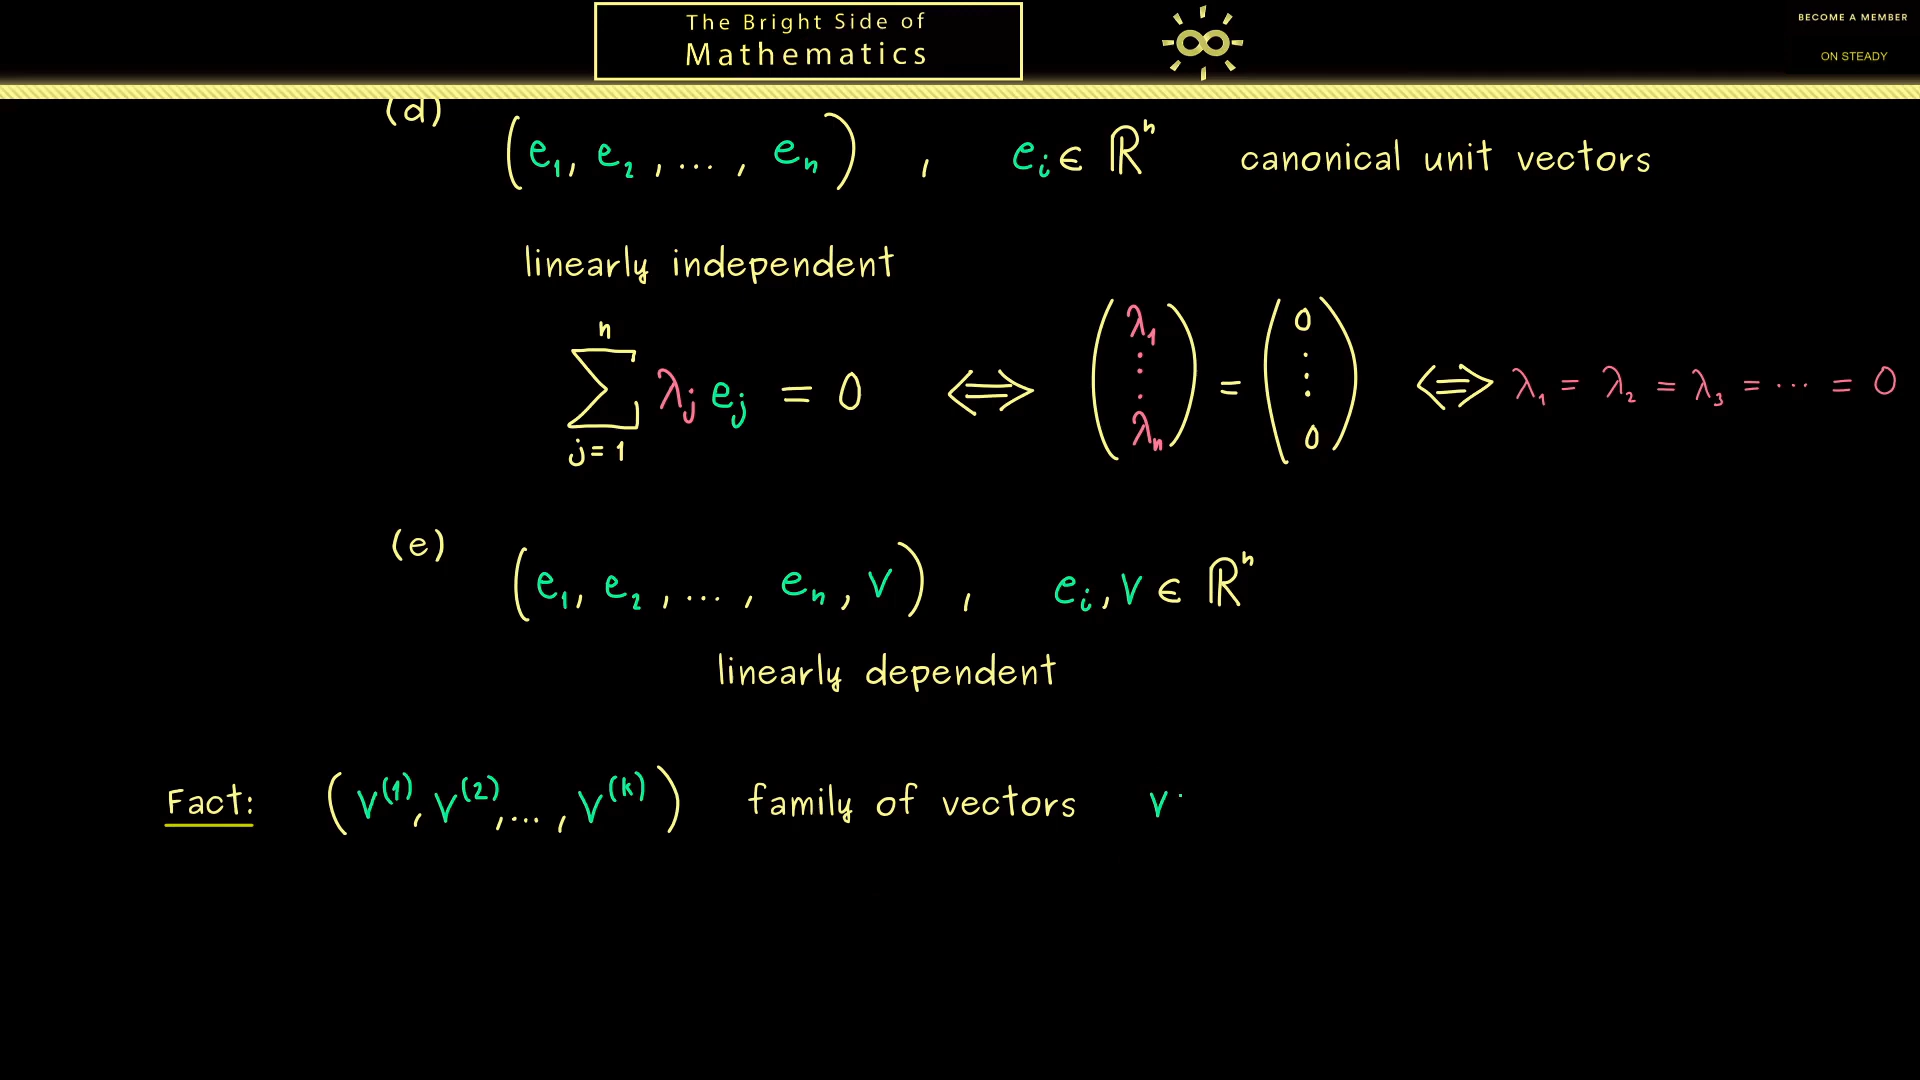 The Bright Side of
Mathematics
BECOME A MEMBER
ON STEADY
(d) (e₁, e₂, ..., eₙ) , eᵢ ∈ ℝⁿ canonical unit vectors
linearly independent
∑_{j=1}^{n} λⱼ eⱼ = 0 ⟺ (λ₁ ⋮ λₙ) = (0 ⋮ 0) ⟺ λ₁ = λ₂ = λ₃ = ⋯ = 0
(e) (e₁, e₂, ..., eₙ, v) , eᵢ, v ∈ ℝⁿ
linearly dependent
Fact: (v⁽¹⁾, v⁽²⁾, ..., v⁽ᵏ⁾) family of vectors v